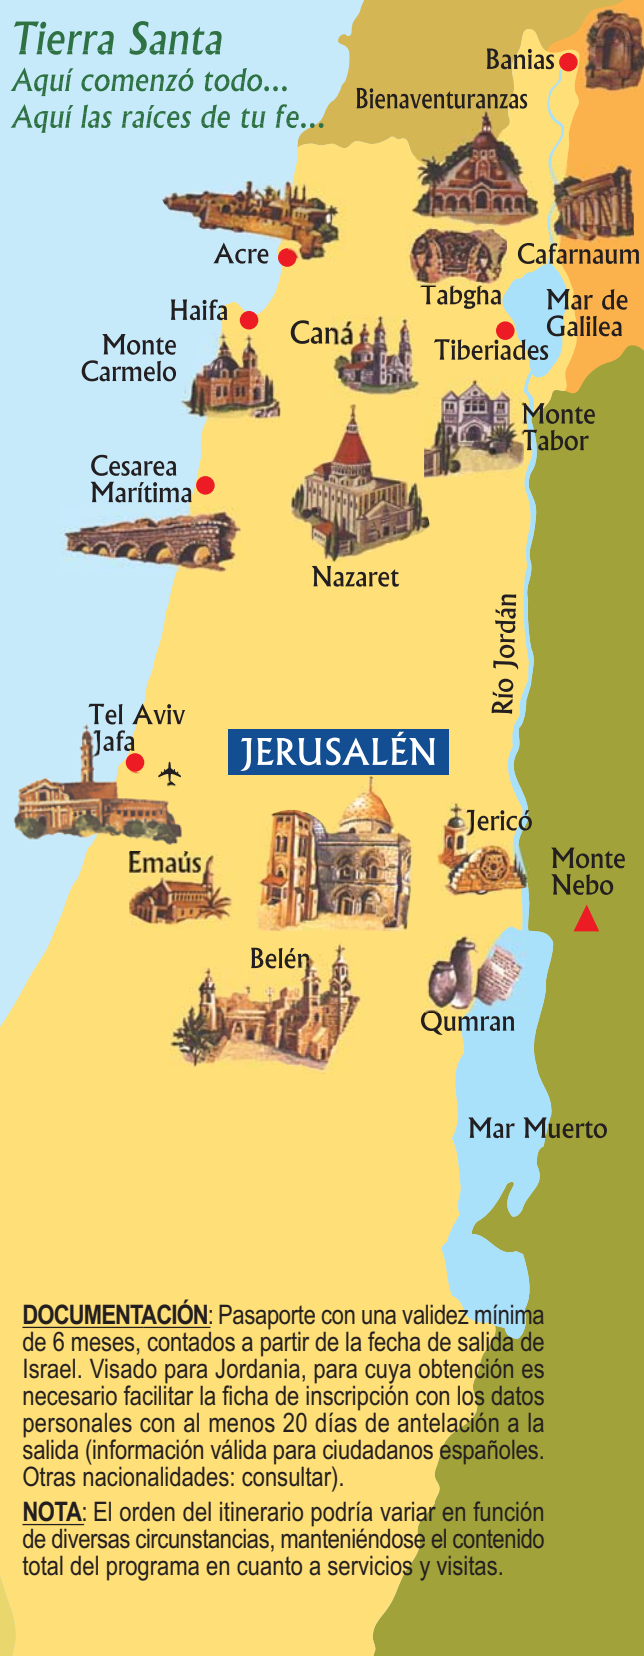 Tierra Santa
Aquí comenzó todo...
Aquí las raíces de tu fe...
Banias
Bienaventuranzas
Acre
Cafarnaum
Tabgha
Mar de
Galilea
Haifa
Caná
Tiberiades
Monte
Carmelo
Monte
Tabor
Cesarea
Marítima
Nazaret
Río Jordán
Tel Aviv
Jafa
JERUSALÉN
Jericó
Emaús
Monte
Nebo
Belén
Qumran
Mar Muerto
DOCUMENTACIÓN: Pasaporte con una validez mínima
de 6 meses, contados a partir de la fecha de salida de
Israel. Visado para Jordania, para cuya obtención es
necesario facilitar la ficha de inscripción con los datos
personales con al menos 20 días de antelación a la
salida (información válida para ciudadanos españoles.
Otras nacionalidades: consultar).
NOTA: El orden del itinerario podría variar en función
de diversas circunstancias, manteniéndose el contenido
total del programa en cuanto a servicios y visitas.